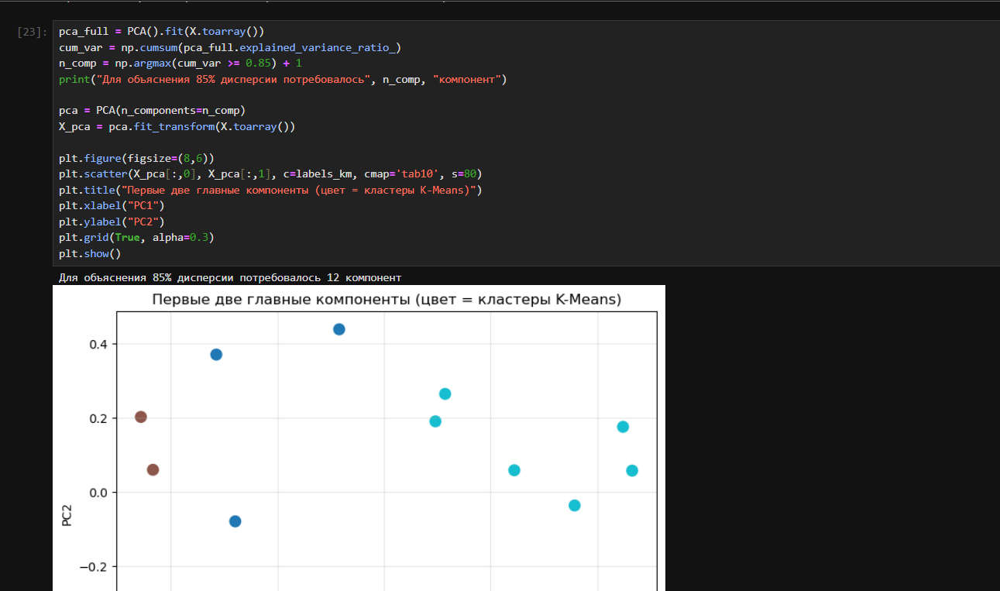 [23]:
pca_full = PCA().fit(X.toarray())
cum_var = np.cumsum(pca_full.explained_variance_ratio_)
n_comp = np.argmax(cum_var >= 0.85) + 1
print("Для объяснения 85% дисперсии потребовалось", n_comp, "компонент")
pca = PCA(n_components=n_comp)
X_pca = pca.fit_transform(X.toarray())
plt.figure(figsize=(8,6))
plt.scatter(X_pca[:,0], X_pca[:,1], c=labels_km, cmap='tab10', s=80)
plt.title("Первые две главные компоненты (цвет = кластеры K-Means)")
plt.xlabel("PC1")
plt.ylabel("PC2")
plt.grid(True, alpha=0.3)
plt.show()
Для объяснения 85% дисперсии потребовалось 12 компонент
Первые две главные компоненты (цвет = кластеры K-Means)
0.4
0.2
0.0
PC2
−0.2